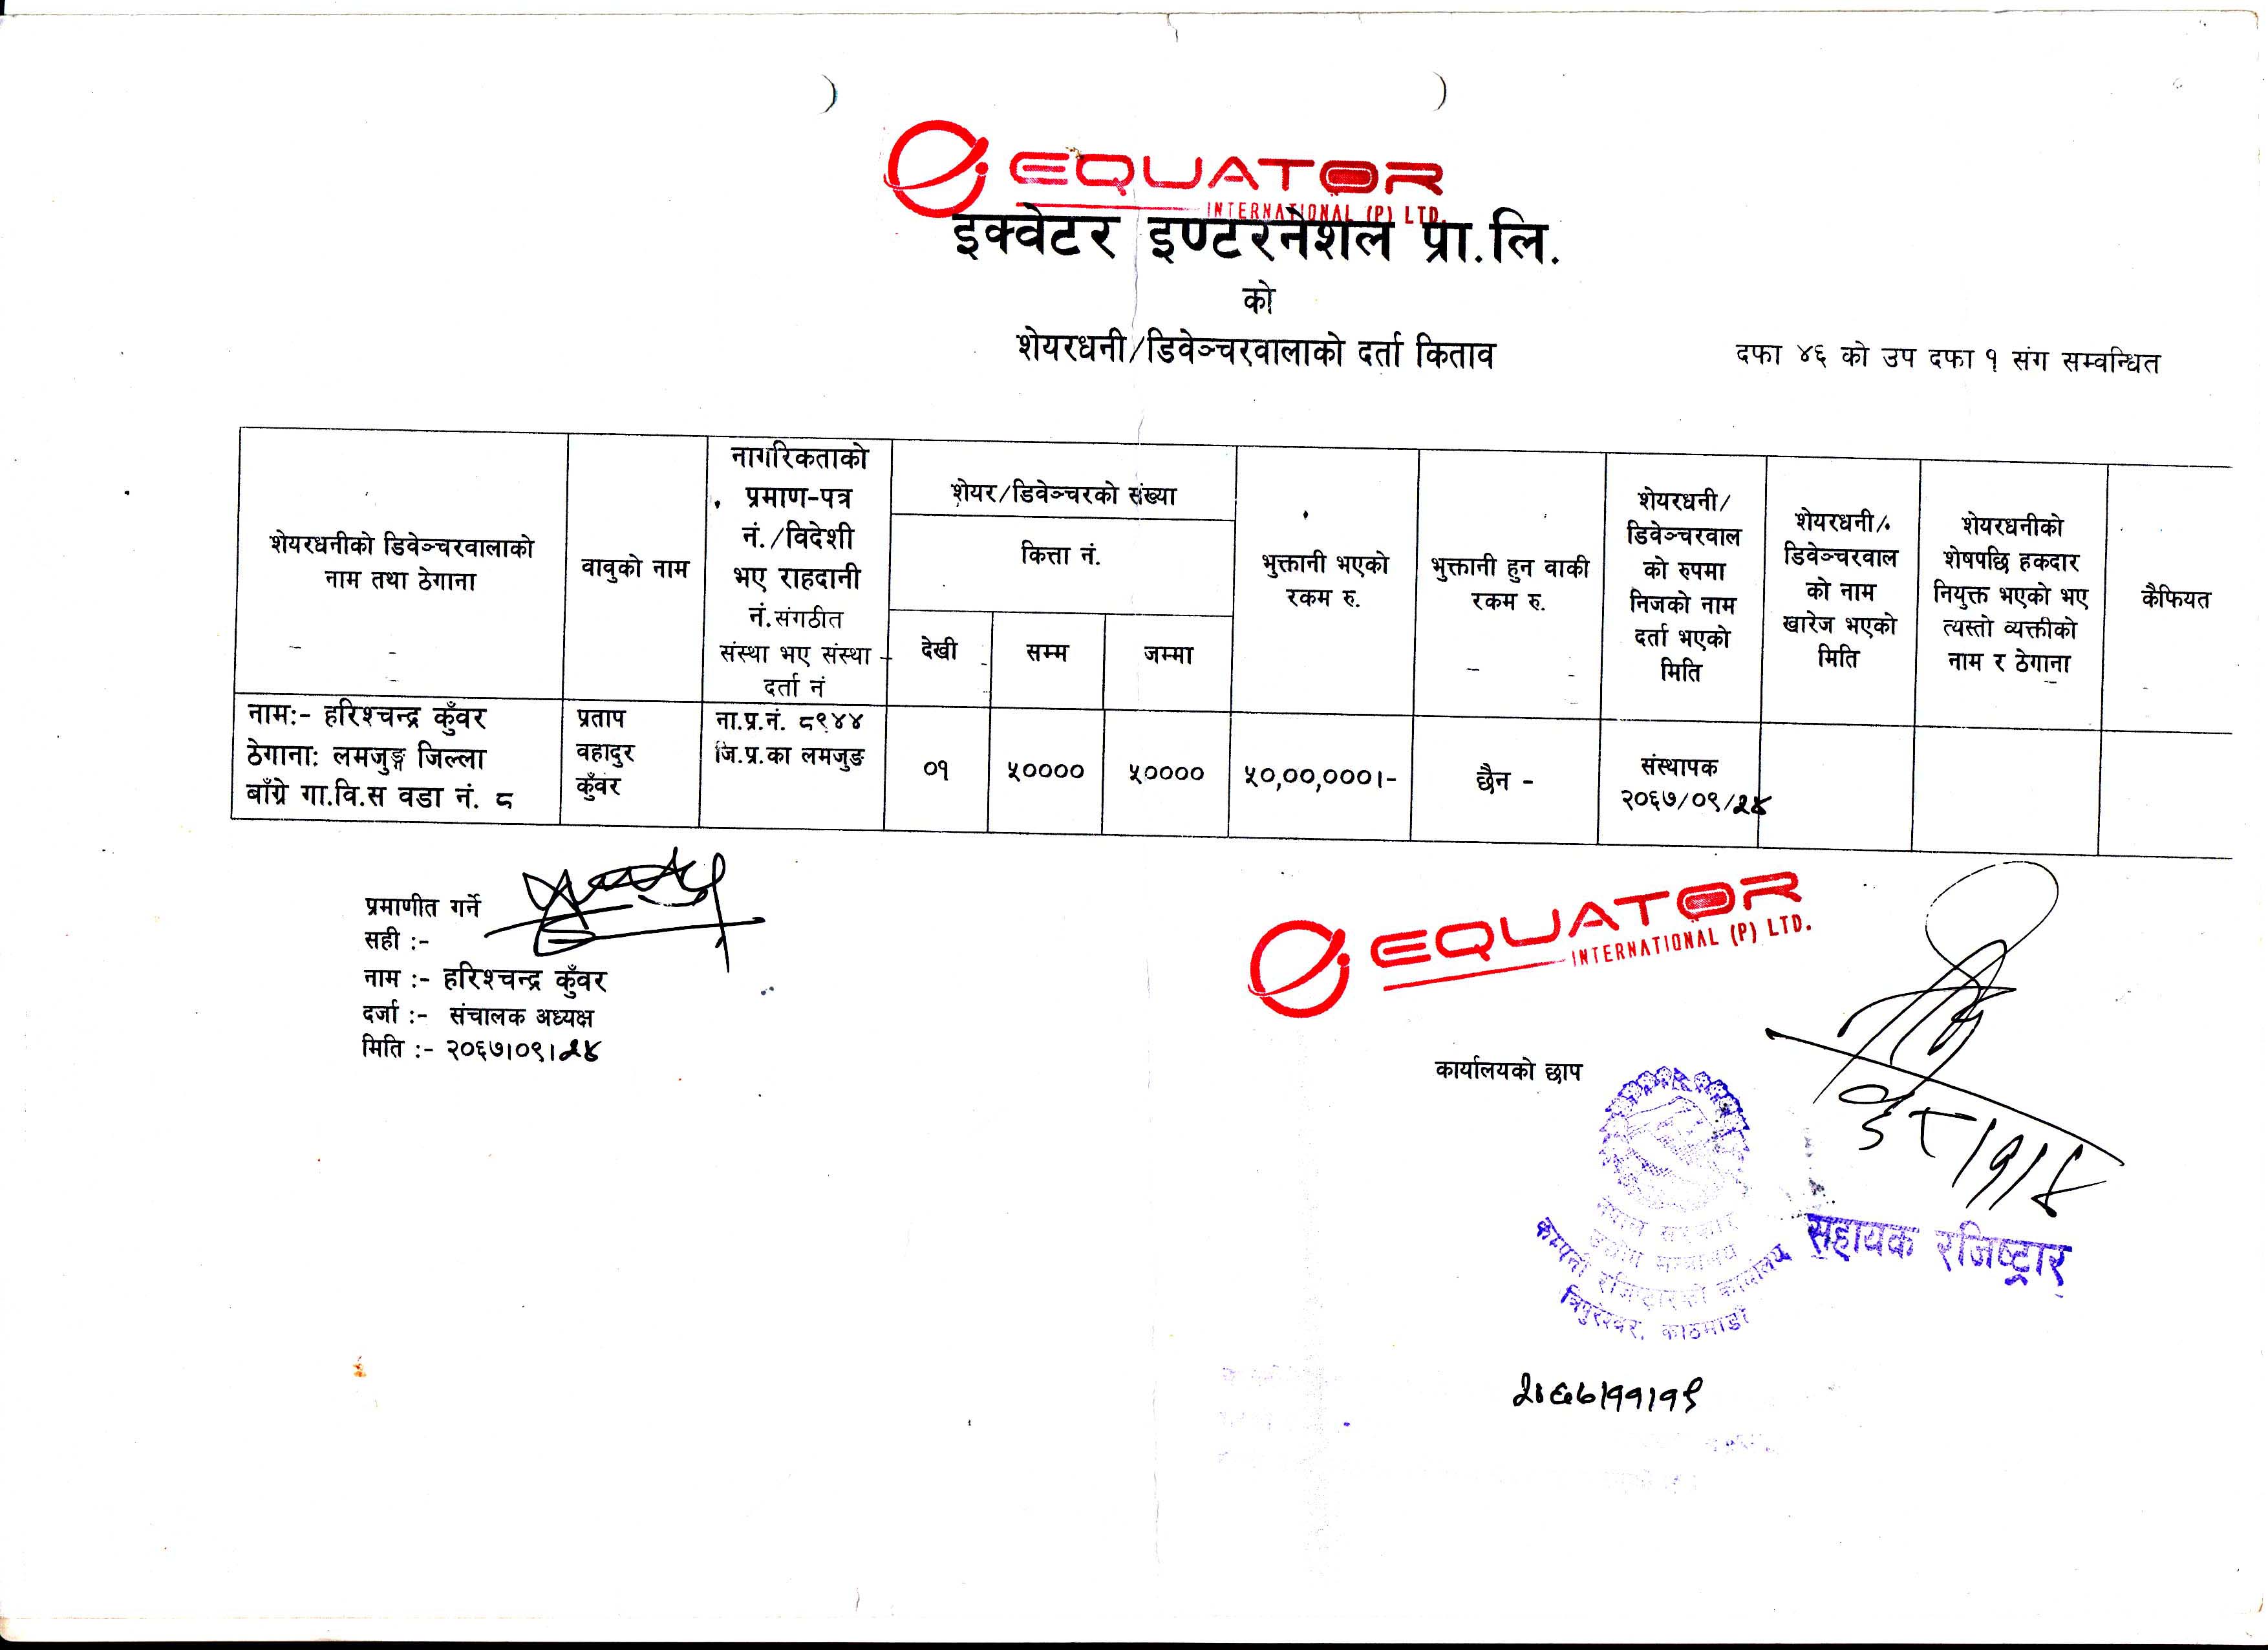 EQUATOR
INTERNATIONAL (P) LTD.
इक्वेटर इण्टरनेशल प्रा.लि.
को
शेयरधनी/डिवेञ्चरवालाको दर्ता किताव
दफा ४६ को उप दफा १ संग सम्वन्धित
शेयरधनीको डिवेञ्चरवालाको
नाम तथा ठेगाना
वावुको नाम
नागरिकताको
प्रमाण-पत्र
नं./विदेशी
भए राहदानी
नं.संगठीत
संस्था भए संस्था
दर्ता नं
शेयर/डिवेञ्चरको संख्या
कित्ता नं.
देखी
सम्म
जम्मा
भुक्तानी भएको
रकम रु.
भुक्तानी हुन वाकी
रकम रु.
शेयरधनी/
डिवेञ्चरवाल
को रुपमा
निजको नाम
दर्ता भएको
मिति
शेयरधनी/
डिवेञ्चरवाल
को नाम
खारेज भएको
मिति
शेयरधनीको
शेषपछि हकदार
नियुक्त भएको भए
त्यस्तो व्यक्तीको
नाम र ठेगाना
कैफियत
नाम:- हरिश्चन्द्र कुँवर
ठेगाना: लमजुङ्ग जिल्ला
बाँग्रे गा.वि.स वडा नं. ८
प्रताप
वहादुर
कुँवर
ना.प्र.नं. ८९४४
जि.प्र.का लमजुङ
०१
५००००
५००००
५०,००,०००।-
छैन -
संस्थापक
२०६७/०९/२४
प्रमाणीत गर्ने
सही :-
नाम :- हरिश्चन्द्र कुँवर
दर्जा :- संचालक अध्यक्ष
मिति :- २०६७।०९।२४
EQUATOR
INTERNATIONAL (P) LTD.
कार्यालयको छाप
नेपाल सरकार
उद्योग मन्त्रालय
कम्पनी रजिष्ट्रारको कार्यालय
त्रिपुरेश्वर, काठमाडौं
सहायक रजिष्ट्रार
२०६७।११।१९